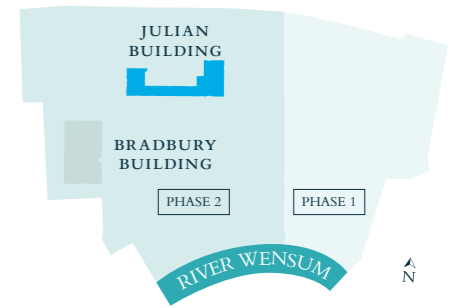 JULIAN
BUILDING
BRADBURY
BUILDING
PHASE 2
PHASE 1
RIVER WENSUM
N